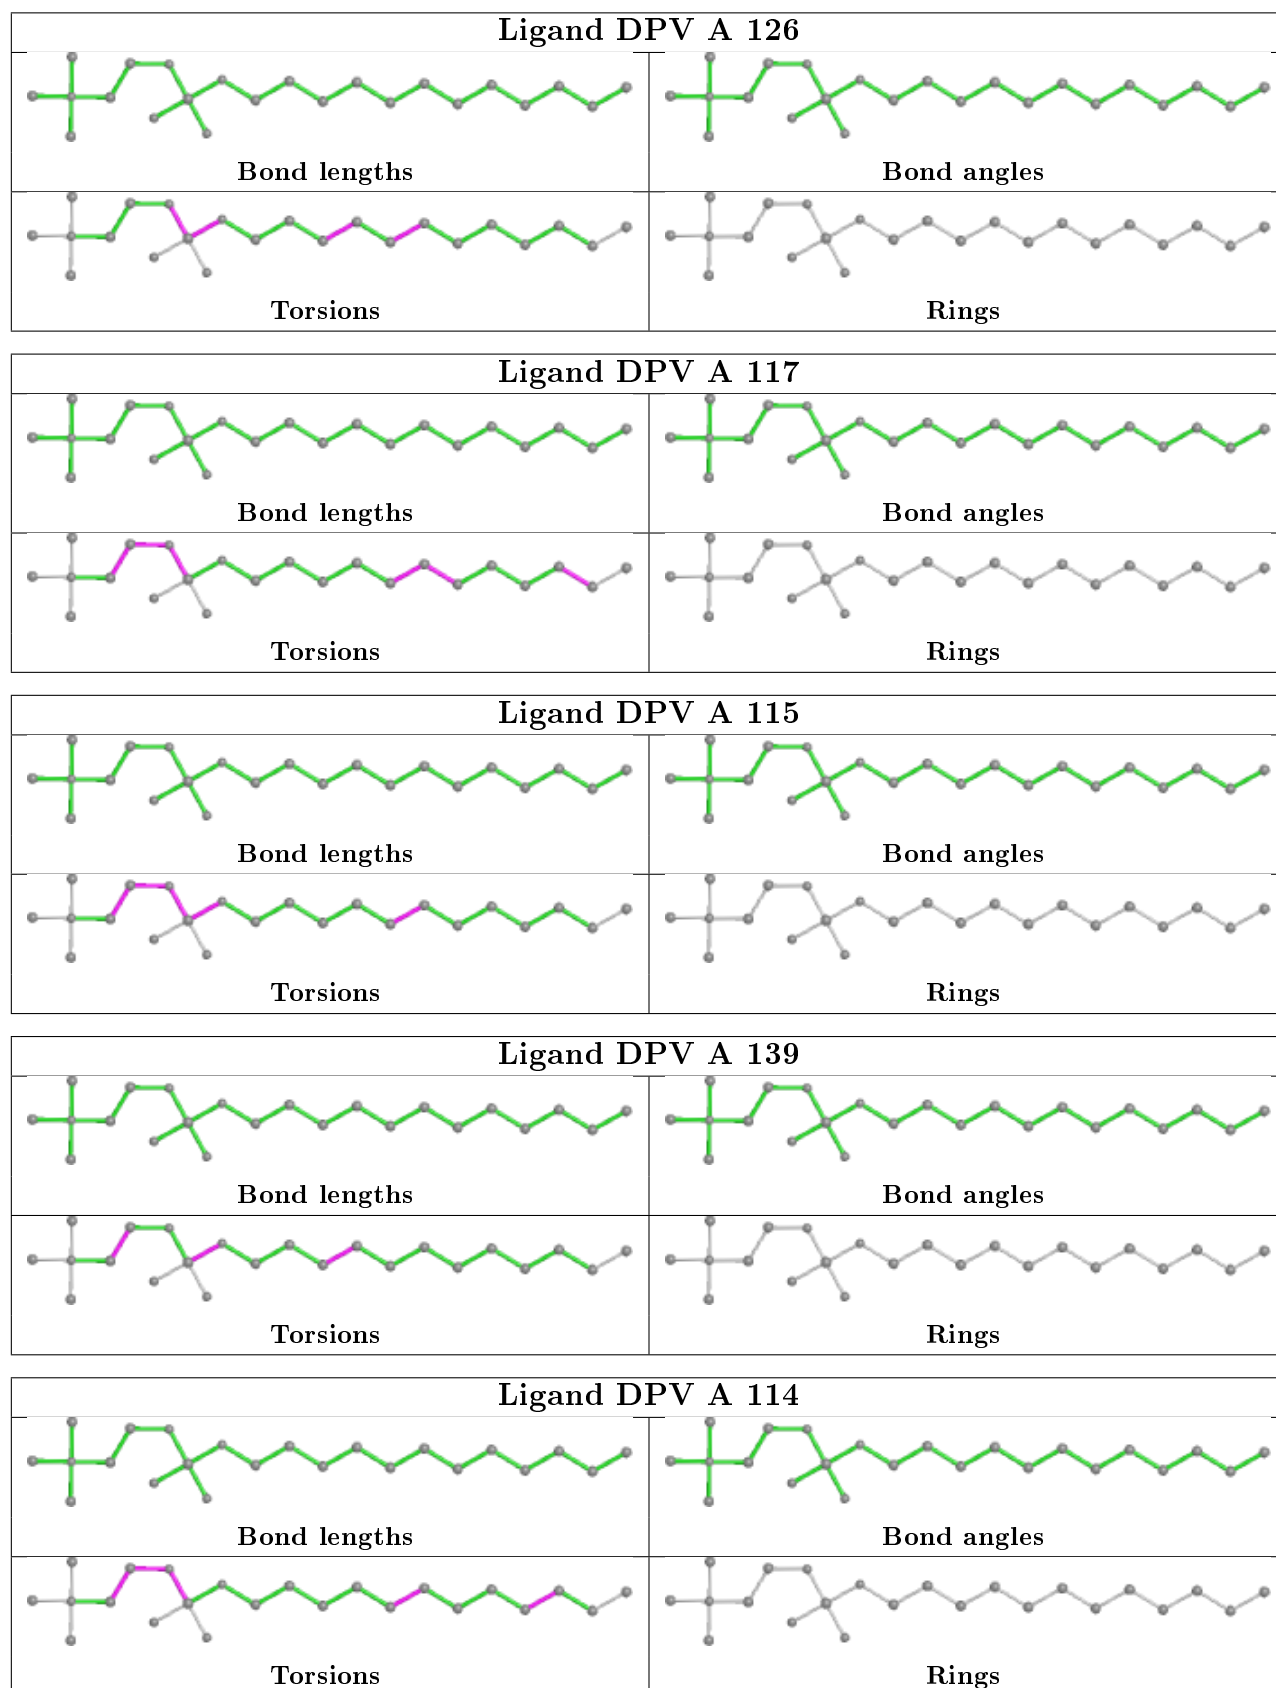 Ligand DPV A 126
Bond lengths
Bond angles
Torsions
Rings
Ligand DPV A 117
Bond lengths
Bond angles
Torsions
Rings
Ligand DPV A 115
Bond lengths
Bond angles
Torsions
Rings
Ligand DPV A 139
Bond lengths
Bond angles
Torsions
Rings
Ligand DPV A 114
Bond lengths
Bond angles
Torsions
Rings